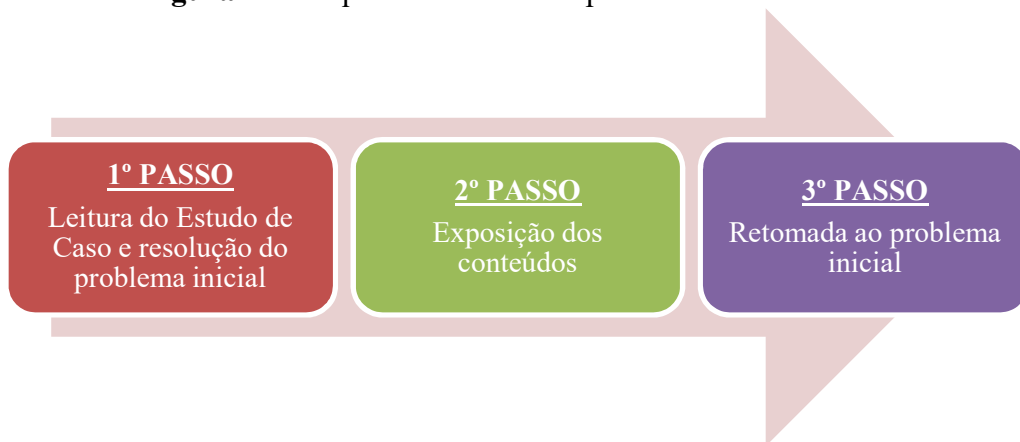 1º PASSO
Leitura do Estudo de
Caso e resolução do
problema inicial
2º PASSO
Exposição dos
conteúdos
3º PASSO
Retomada ao problema
inicial